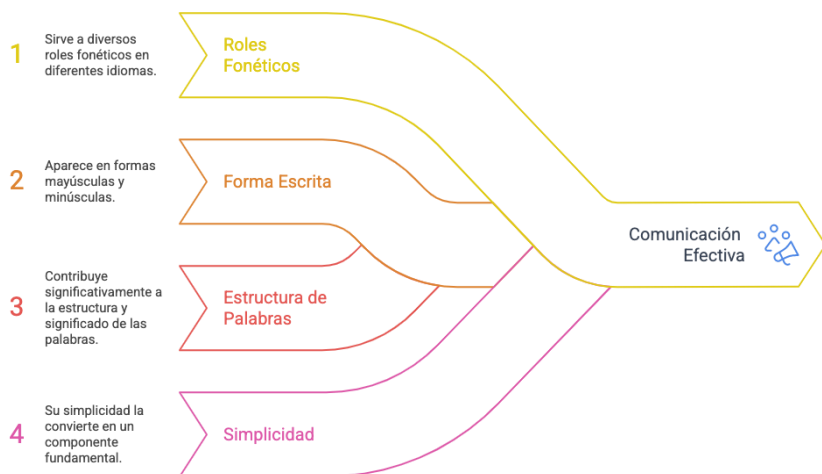 1
Sirve a diversos
roles fonéticos en
diferentes idiomas.
Roles
Fonéticos
2
Aparece en formas
mayúsculas y
minúsculas.
Forma Escrita
Comunicación
Efectiva
3
Contribuye
significativamente a
la estructura y
significado de las
palabras.
Estructura de
Palabras
4
Su simplicidad la
convierte en un
componente
fundamental.
Simplicidad